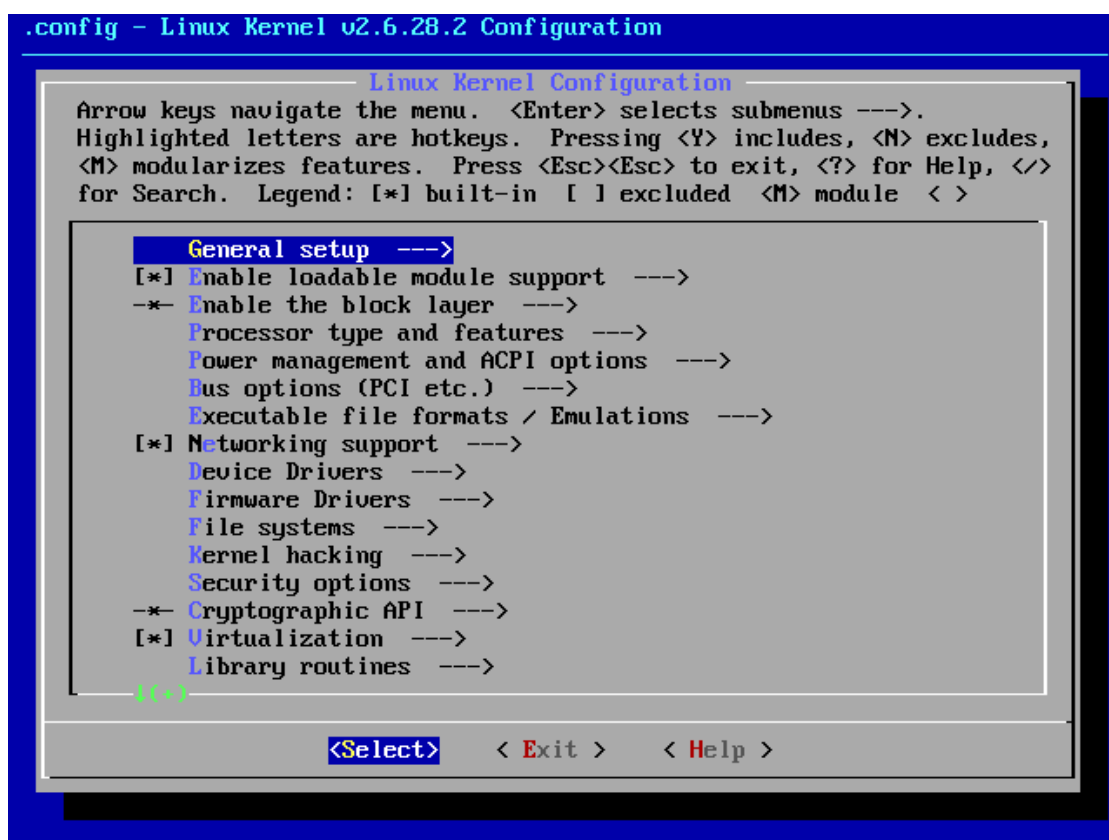 .config - Linux Kernel v2.6.28.2 Configuration
Linux Kernel Configuration
Arrow keys navigate the menu.  <Enter> selects submenus --->.
Highlighted letters are hotkeys.  Pressing <Y> includes, <N> excludes,
<M> modularizes features.  Press <Esc><Esc> to exit, <?> for Help, </>
for Search.  Legend: [*] built-in  [ ] excluded  <M> module  < >
General setup  --->
[*] Enable loadable module support  --->
-*- Enable the block layer  --->
Processor type and features  --->
Power management and ACPI options  --->
Bus options (PCI etc.)  --->
Executable file formats / Emulations  --->
[*] Networking support  --->
Device Drivers  --->
Firmware Drivers  --->
File systems  --->
Kernel hacking  --->
Security options  --->
-*- Cryptographic API  --->
[*] Virtualization  --->
Library routines  --->
↓(+)
<Select>    < Exit >    < Help >